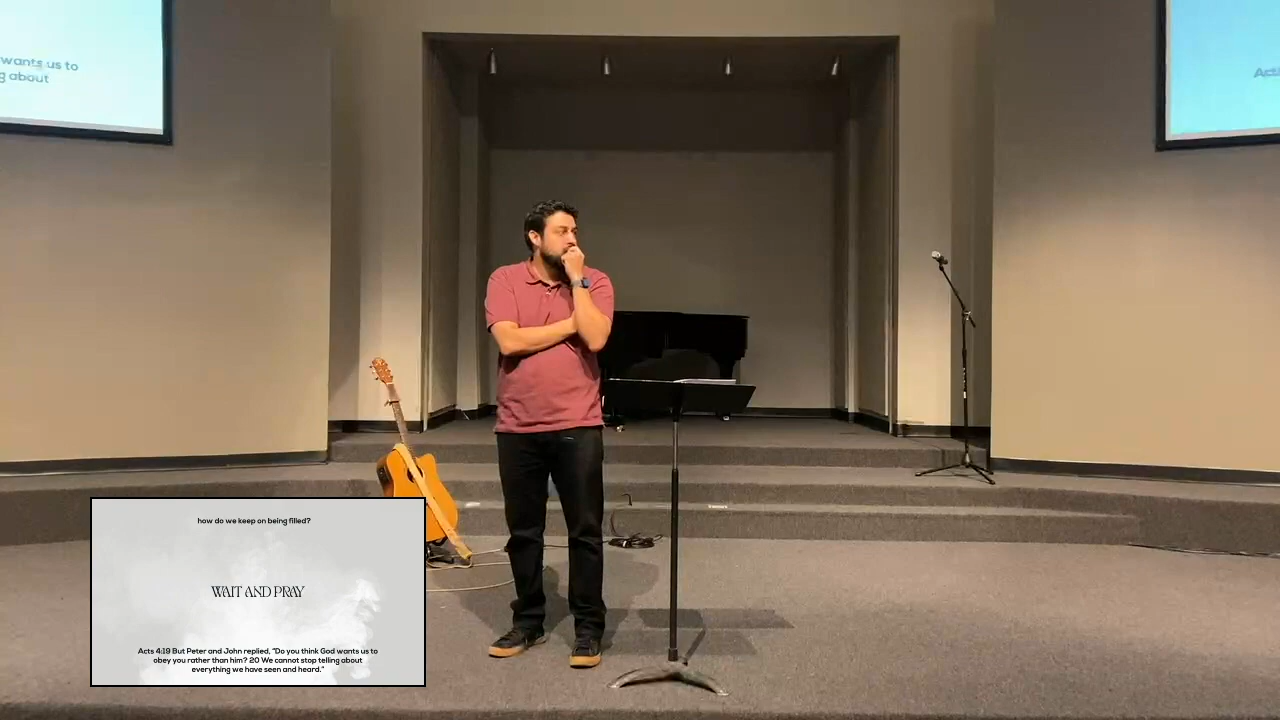 wants us to
g about
Act
how do we keep on being filled?
WAIT AND PRAY
Acts 4:19 But Peter and John replied, “Do you think God wants us to
obey you rather than him? 20 We cannot stop telling about
everything we have seen and heard.”